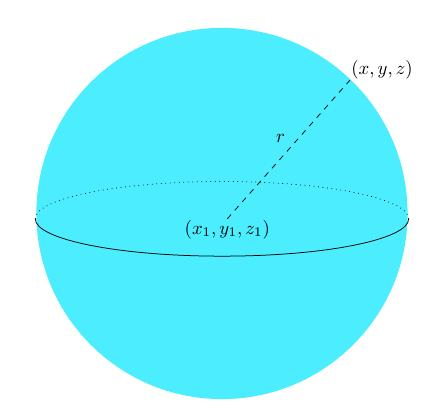 (x, y, z)
r
(x₁, y₁, z₁)